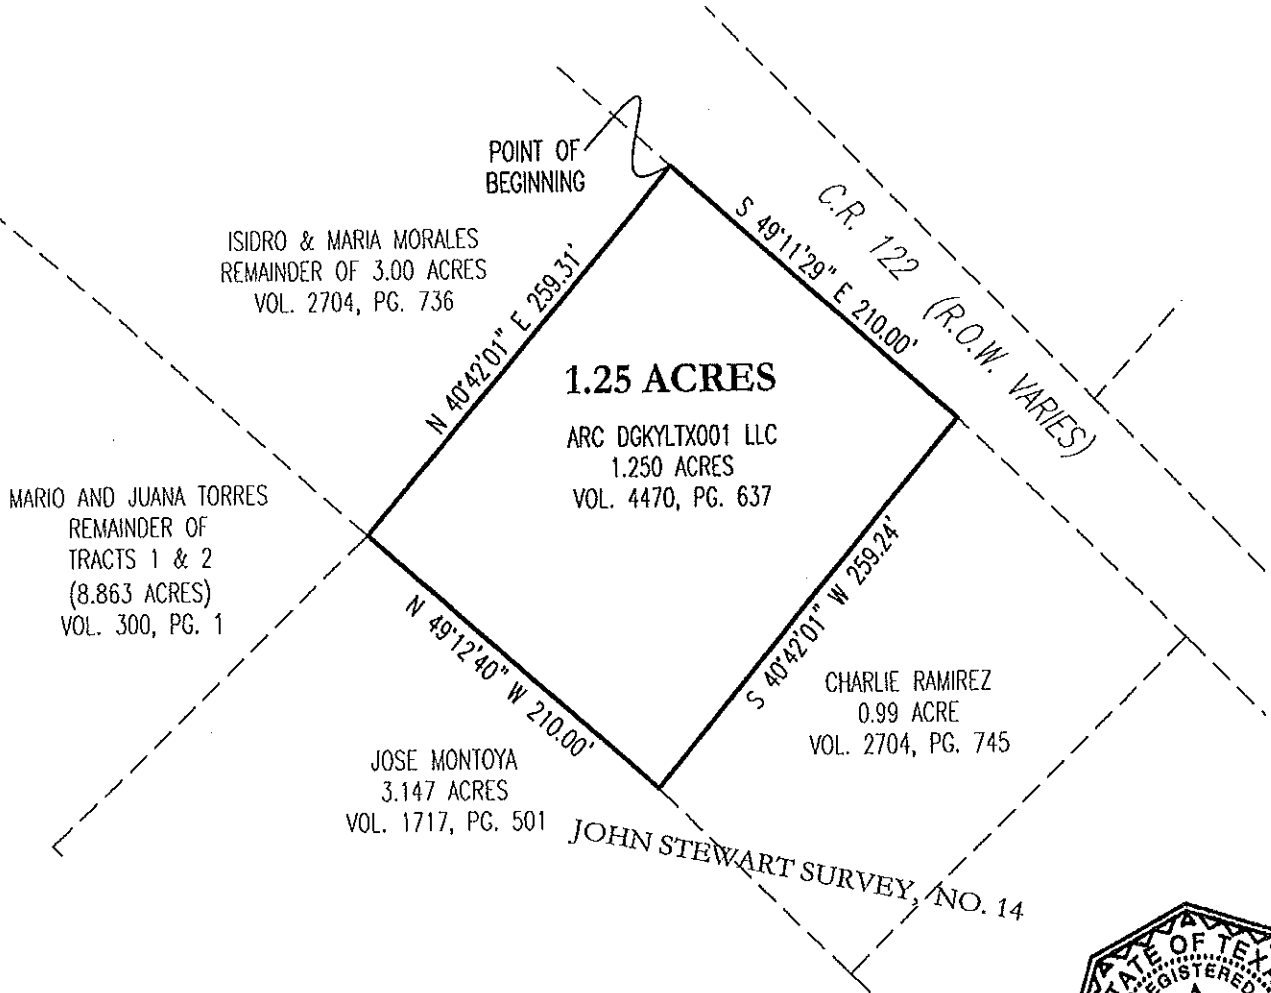 POINT OF
BEGINNING
ISIDRO & MARIA MORALES
REMAINDER OF 3.00 ACRES
VOL. 2704, PG. 736
N 40°42'01" E 259.31'
S 49°11'29" E 210.00'
C.R. 122 (R.O.W. VARIES)
1.25 ACRES
ARC DGKYLTX001 LLC
1.250 ACRES
VOL. 4470, PG. 637
MARIO AND JUANA TORRES
REMAINDER OF
TRACTS 1 & 2
(8.863 ACRES)
VOL. 300, PG. 1
N 49°12'40" W 210.00'
S 40°42'01" W 259.24'
CHARLIE RAMIREZ
0.99 ACRE
VOL. 2704, PG. 745
JOSE MONTOYA
3.147 ACRES
VOL. 1717, PG. 501
JOHN STEWART SURVEY, NO. 14
OF
REGISTERED